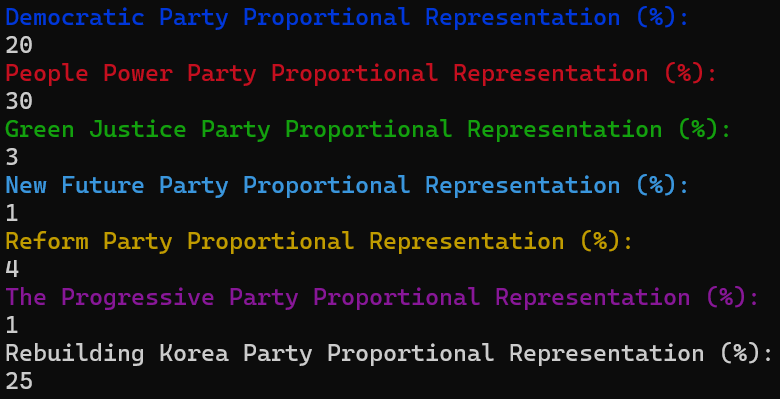 Democratic Party Proportional Representation (%):
20
People Power Party Proportional Representation (%):
30
Green Justice Party Proportional Representation (%):
3
New Future Party Proportional Representation (%):
1
Reform Party Proportional Representation (%):
4
The Progressive Party Proportional Representation (%):
1
Rebuilding Korea Party Proportional Representation (%):
25